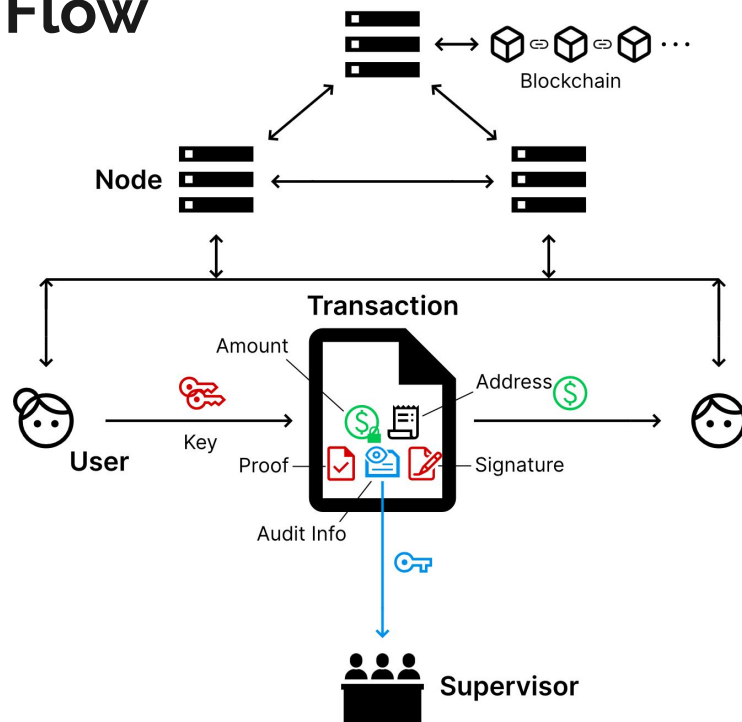 Flow
Blockchain
Node
Transaction
Amount
Address
Key
User
Proof
Signature
Audit Info
Supervisor